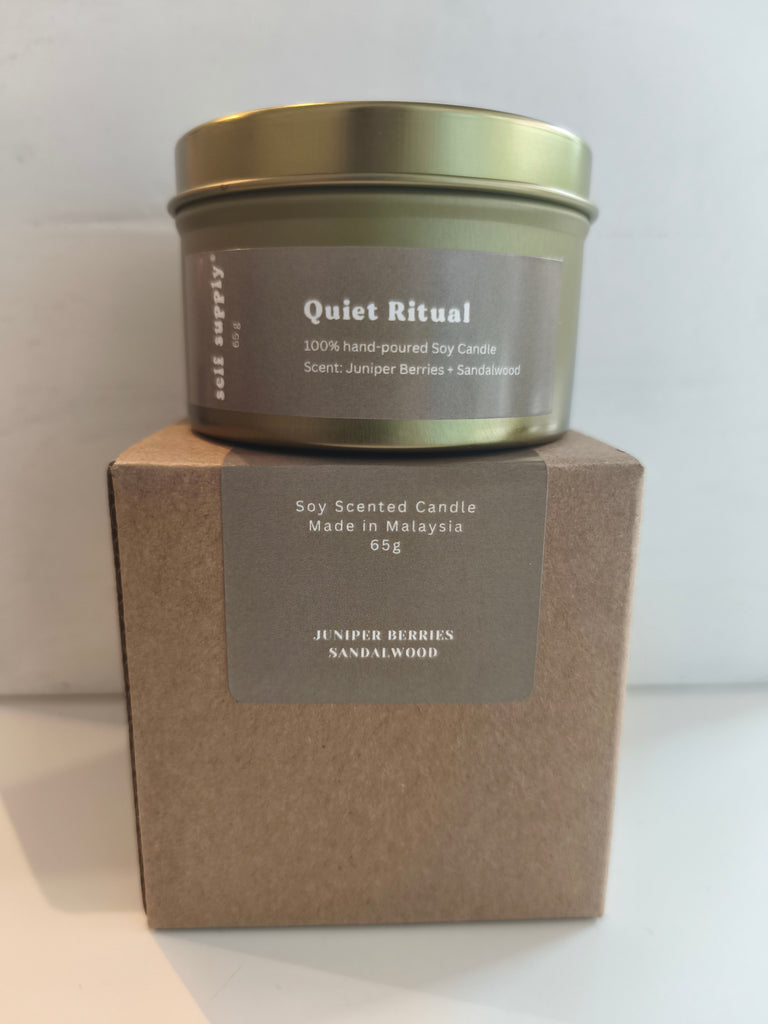 self supply®
65 g
Quiet Ritual
100% hand-poured Soy Candle
Scent: Juniper Berries + Sandalwood
Soy Scented Candle
Made in Malaysia
65g
JUNIPER BERRIES
SANDALWOOD